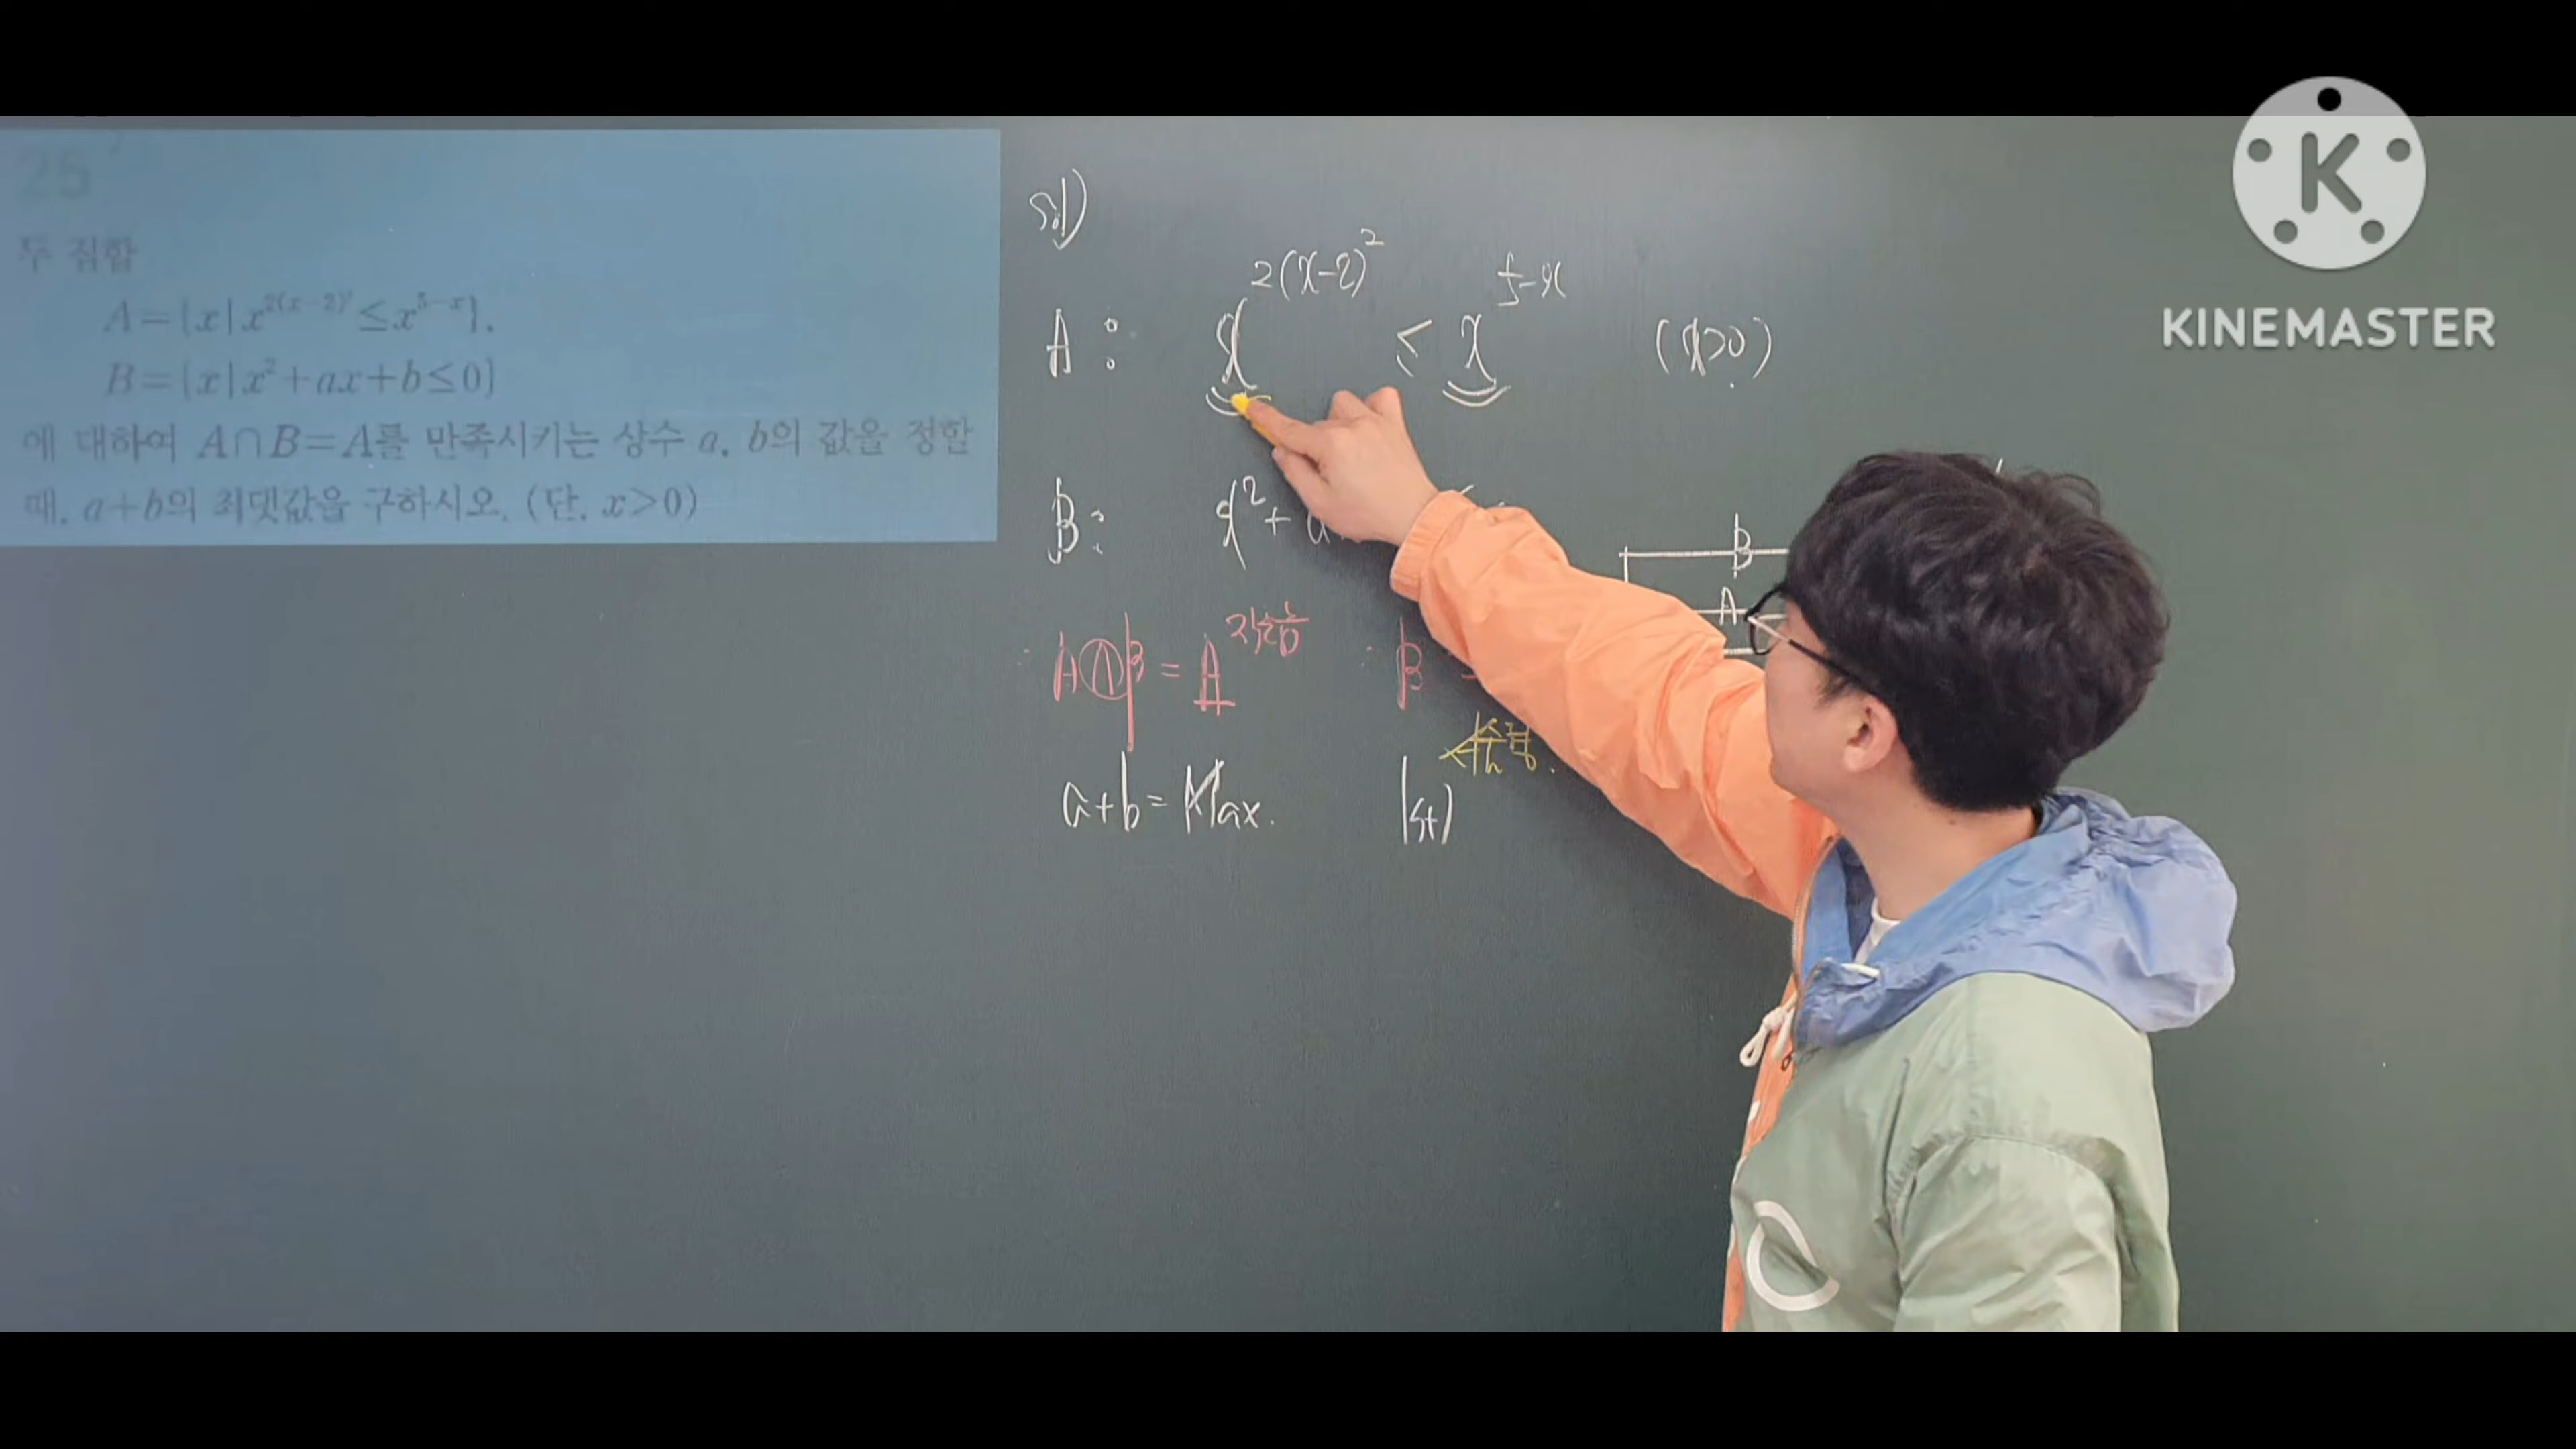 25
두 집합
A={x|x^{2(x-2)^2}≤x^{5-x}},
B={x|x^2+ax+b≤0}
에 대하여 A∩B=A를 만족시키는 상수 a, b의 값을 정할
때, a+b의 최댓값을 구하시오. (단, x>0)
sol)
A: x^{2(x-2)^2} ≤ x^{5-x} (x>0)
B: x^2+a
B
A
A∩B = A
B
a+b = Max. 1st)
K
KINEMASTER